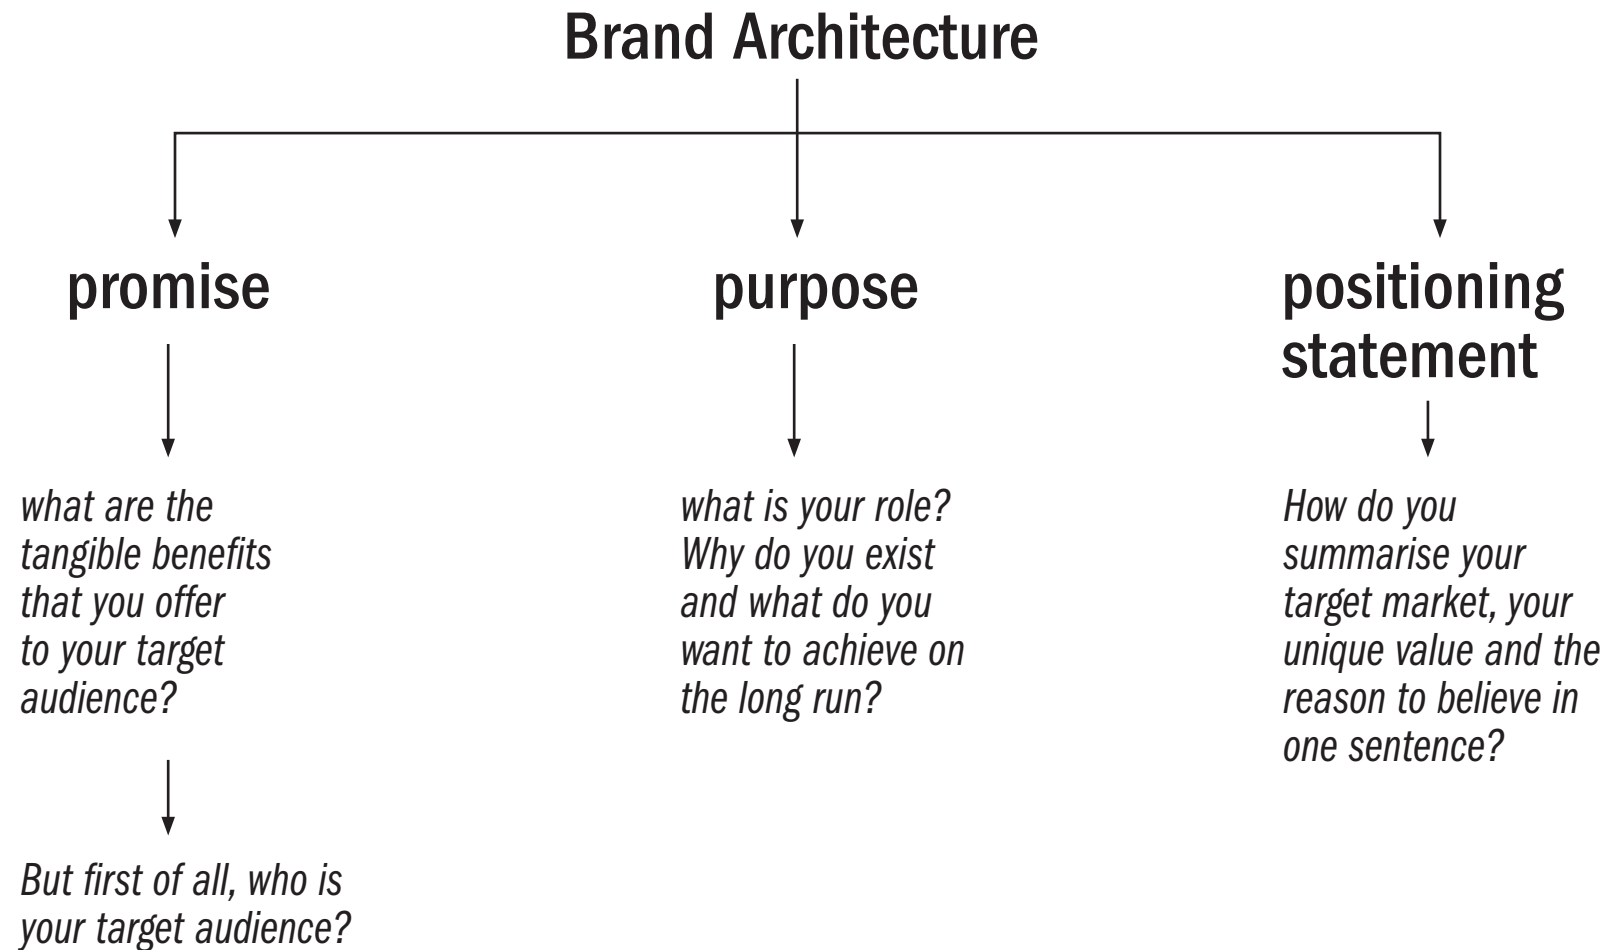 Brand Architecture
promise
what are the
tangible benefits
that you offer
to your target
audience?
But first of all, who is
your target audience?
purpose
what is your role?
Why do you exist
and what do you
want to achieve on
the long run?
positioning
statement
How do you
summarise your
target market, your
unique value and the
reason to believe in
one sentence?